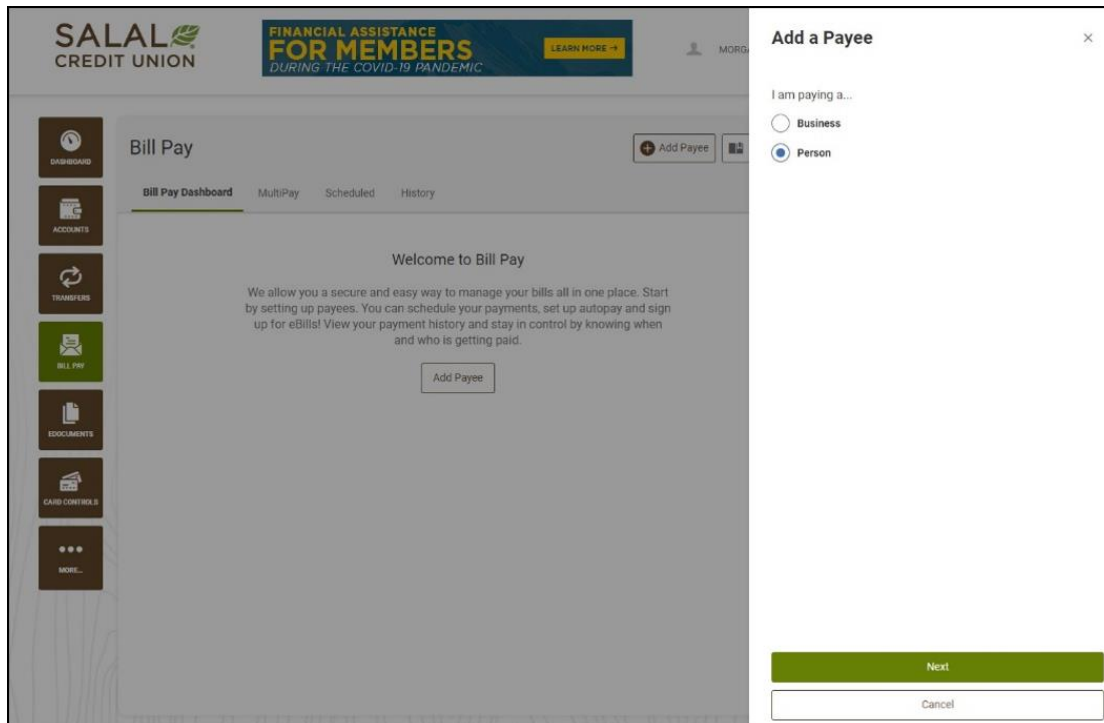 SALAL
CREDIT UNION
FINANCIAL ASSISTANCE
FOR MEMBERS
DURING THE COVID-19 PANDEMIC
LEARN MORE →
DASHBOARD
ACCOUNTS
TRANSFERS
BILL PAY
EDOCUMENTS
CARD CONTROLS
MORE...
Bill Pay
Add Payee
Bill Pay Dashboard MultiPay Scheduled History
Welcome to Bill Pay
We allow you a secure and easy way to manage your bills all in one place. Start
by setting up payees. You can schedule your payments, set up autopay and sign
up for eBills! View your payment history and stay in control by knowing when
and who is getting paid.
Add Payee
Add a Payee
I am paying a...
Business
Person
Next
Cancel